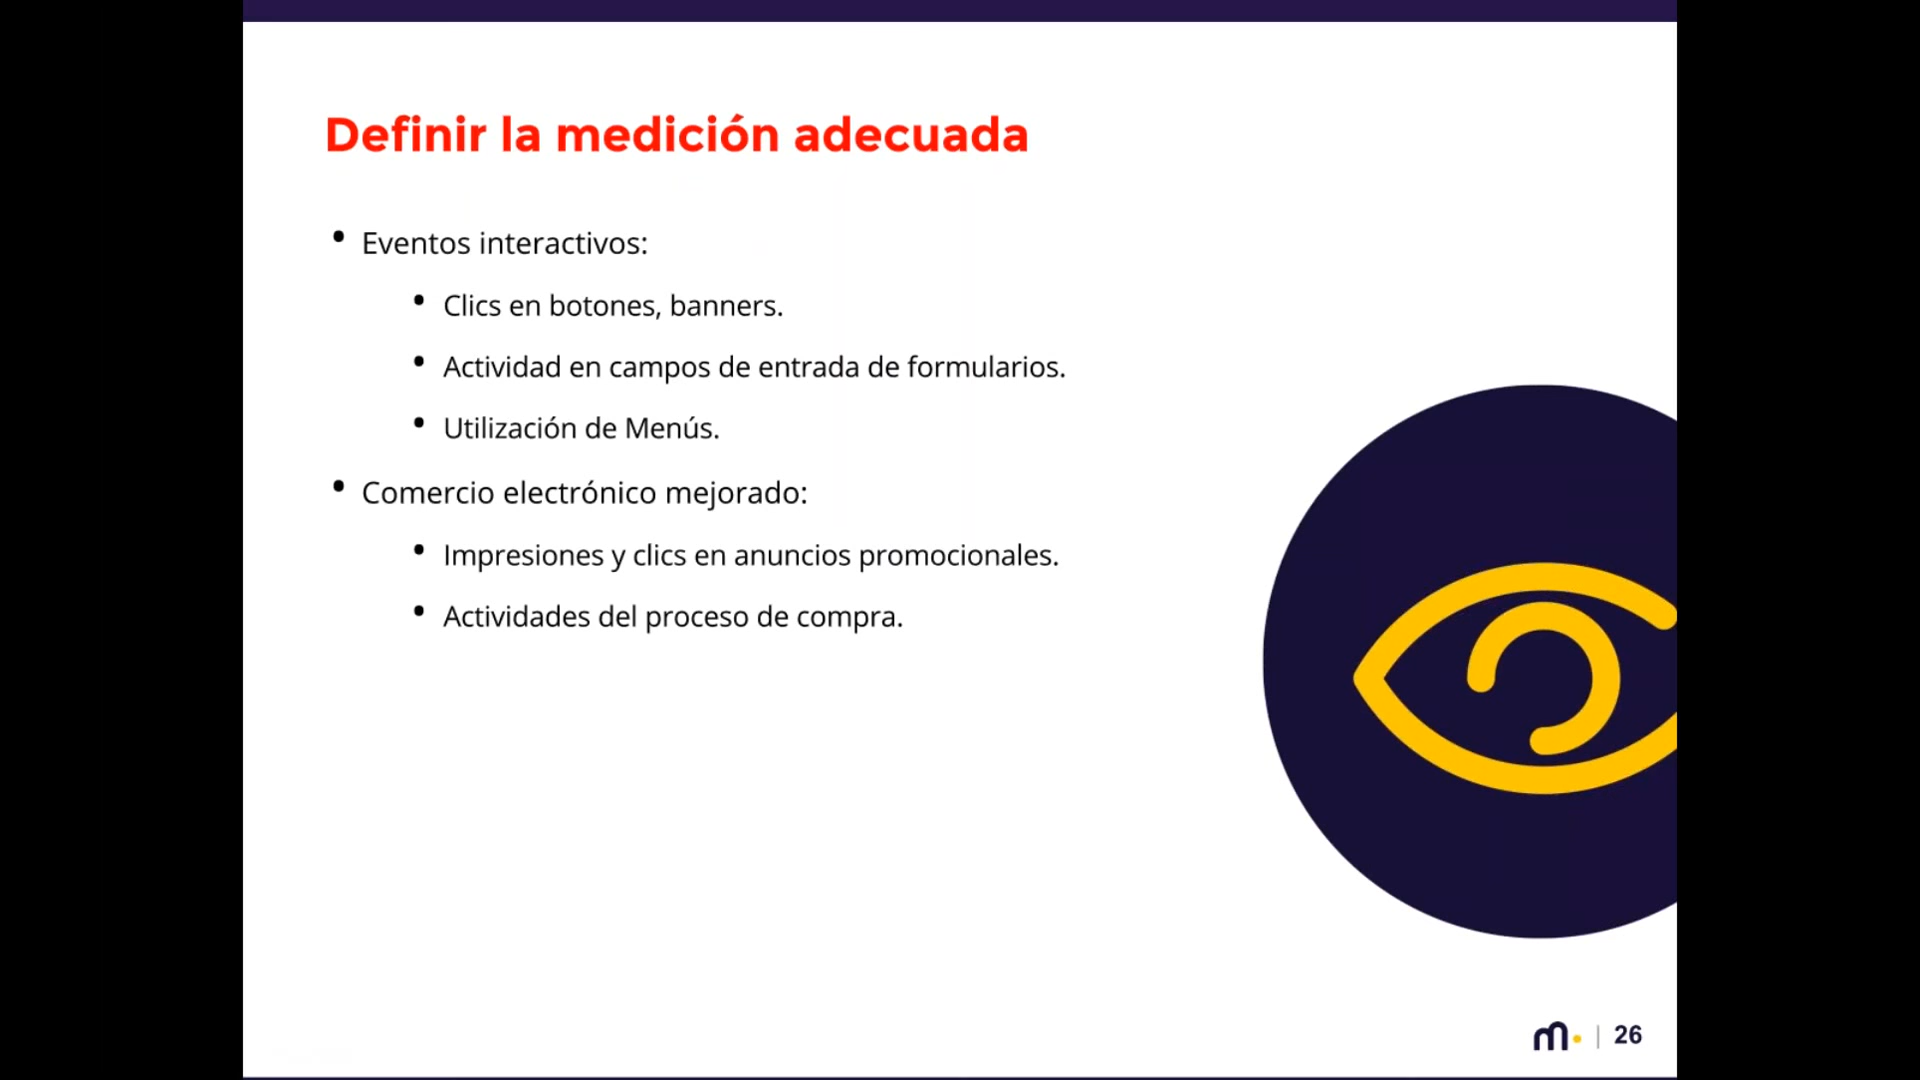 Definir la medición adecuada
• Eventos interactivos:
• Clics en botones, banners.
• Actividad en campos de entrada de formularios.
• Utilización de Menús.
• Comercio electrónico mejorado:
• Impresiones y clics en anuncios promocionales.
• Actividades del proceso de compra.
m. | 26